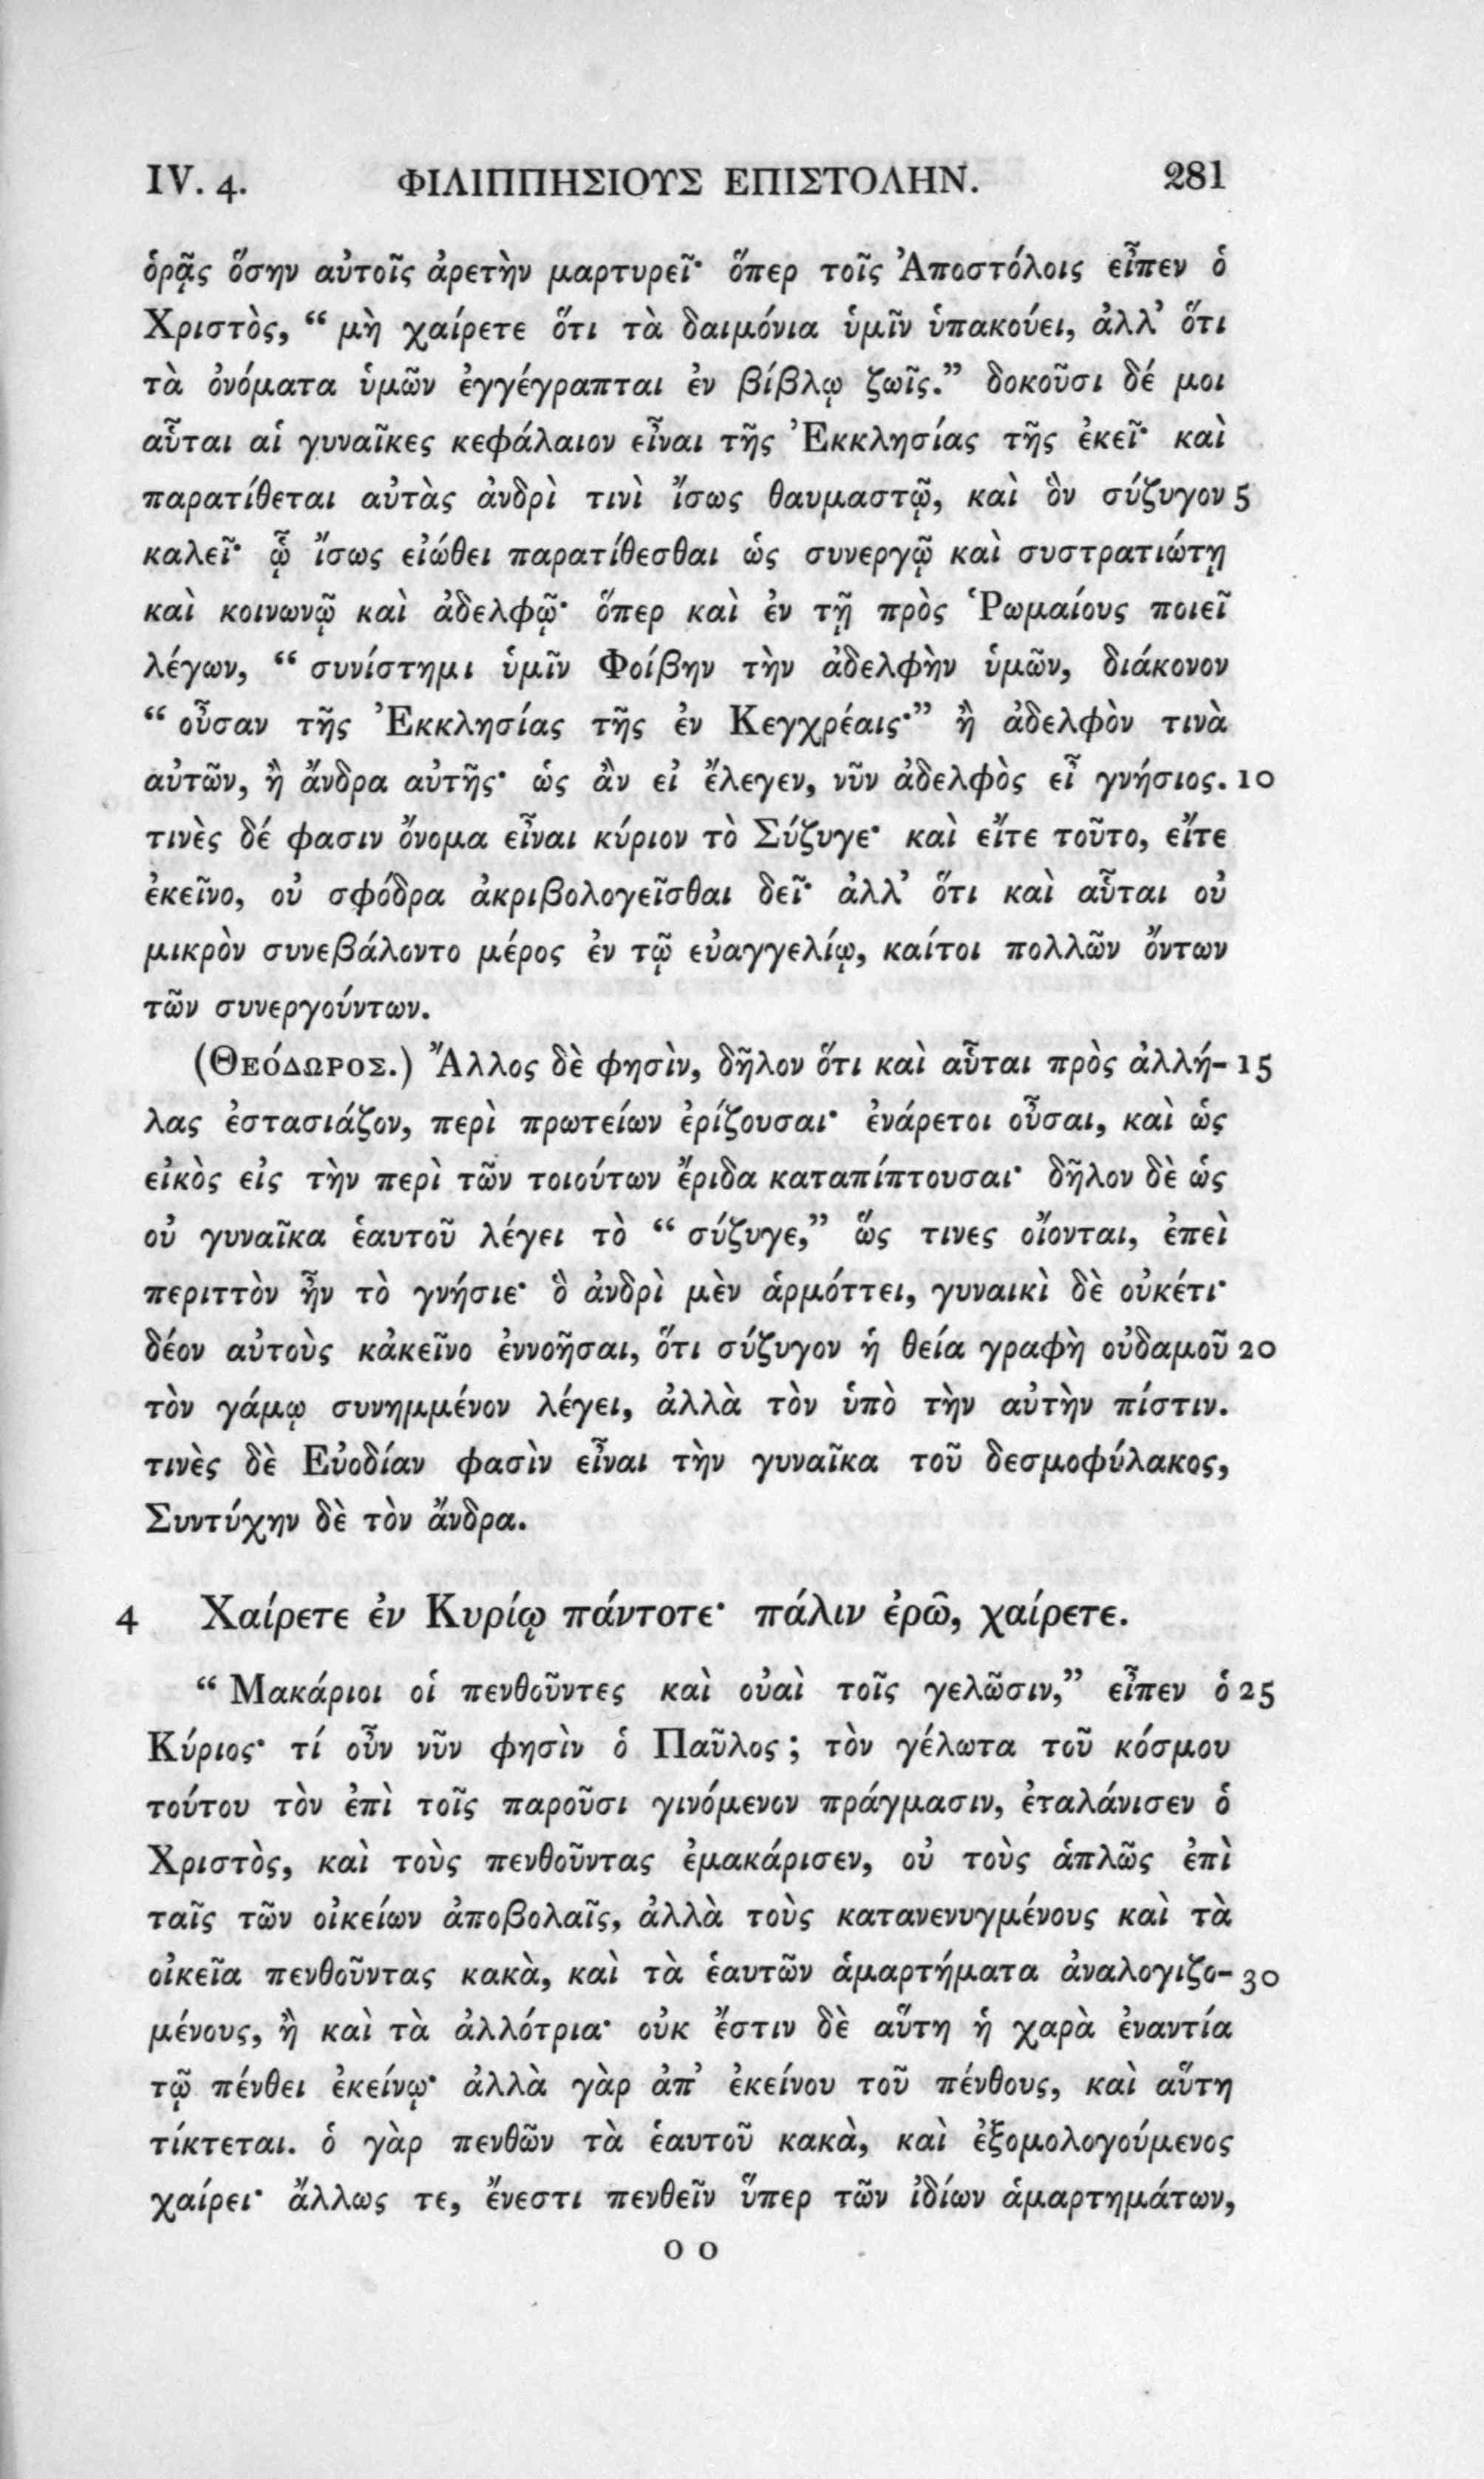 IV. 4. ΦΙΛΙΠΠΗΣΙΟΥΣ ΕΠΙΣΤΟΛΗΝ. 281
ὁρᾷς ὅσην αὐτοῖς ἀρετὴν μαρτυρεῖ· ὅπερ τοῖς Ἀποστόλοις εἶπεν ὁ
Χριστὸς, “ μὴ χαίρετε ὅτι τὰ δαιμόνια ὑμῖν ὑπακούει, ἀλλ’ ὅτι
τὰ ὀνόματα ὑμῶν ἐγγέγραπται ἐν βίβλῳ ζωῖς.” δοκοῦσι δέ μοι
αὗται αἱ γυναῖκες κεφάλαιον εἶναι τῆς Ἐκκλησίας τῆς ἐκεῖ· καὶ
παρατίθεται αὐτὰς ἀνδρὶ τινὶ ἴσως θαυμαστῷ, καὶ ὃν σύζυγον 5
καλεῖ· ᾧ ἴσως εἰώθει παρατίθεσθαι ὡς συνεργῷ καὶ συστρατιώτῃ
καὶ κοινωνῷ καὶ ἀδελφῷ· ὅπερ καὶ ἐν τῇ πρὸς Ῥωμαίους ποιεῖ
λέγων, “ συνίστημι ὑμῖν Φοίβην τὴν ἀδελφὴν ὑμῶν, διάκονον
“ οὖσαν τῆς Ἐκκλησίας τῆς ἐν Κεγχρέαις·” ἢ ἀδελφὸν τινὰ
αὐτῶν, ἢ ἄνδρα αὐτῆς· ὡς ἂν εἰ ἔλεγεν, νῦν ἀδελφὸς εἶ γνήσιος. 10
τινὲς δέ φασιν ὄνομα εἶναι κύριον τὸ Σύζυγε· καὶ εἴτε τοῦτο, εἴτε
ἐκεῖνο, οὐ σφόδρα ἀκριβολογεῖσθαι δεῖ· ἀλλ’ ὅτι καὶ αὗται οὐ
μικρὸν συνεβάλοντο μέρος ἐν τῷ εὐαγγελίῳ, καίτοι πολλῶν ὄντων
τῶν συνεργούντων.
(Θεόδωρος.) Ἄλλος δὲ φησὶν, δῆλον ὅτι καὶ αὗται πρὸς ἀλλή- 15
λας ἐστασιάζον, περὶ πρωτείων ἐρίζουσαι· ἐνάρετοι οὖσαι, καὶ ὡς
εἰκὸς εἰς τὴν περὶ τῶν τοιούτων ἔριδα καταπίπτουσαι· δῆλον δὲ ὡς
οὐ γυναῖκα ἑαυτοῦ λέγει τὸ “ σύζυγε,” ὥς τινες οἴονται, ἐπεὶ
περιττὸν ἦν τὸ γνήσιε· ὃ ἀνδρὶ μὲν ἁρμόττει, γυναικὶ δὲ οὐκέτι·
δέον αὐτοὺς κἀκεῖνο ἐννοῆσαι, ὅτι σύζυγον ἡ θεία γραφὴ οὐδαμοῦ 20
τὸν γάμῳ συνημμένον λέγει, ἀλλὰ τὸν ὑπὸ τὴν αὐτὴν πίστιν.
τινὲς δὲ Εὐοδίαν φασὶν εἶναι τὴν γυναῖκα τοῦ δεσμοφύλακος,
Συντύχην δὲ τὸν ἄνδρα.
4 Χαίρετε ἐν Κυρίῳ πάντοτε· πάλιν ἐρῶ, χαίρετε.
“ Μακάριοι οἱ πενθοῦντες καὶ οὐαὶ τοῖς γελῶσιν,” εἶπεν ὁ 25
Κύριος· τί οὖν νῦν φησὶν ὁ Παῦλος ; τὸν γέλωτα τοῦ κόσμου
τούτου τὸν ἐπὶ τοῖς παροῦσι γινόμενον πράγμασιν, ἐταλάνισεν ὁ
Χριστὸς, καὶ τοὺς πενθοῦντας ἐμακάρισεν, οὐ τοὺς ἁπλῶς ἐπὶ
ταῖς τῶν οἰκείων ἀποβολαῖς, ἀλλὰ τοὺς κατανενυγμένους καὶ τὰ
οἰκεῖα πενθοῦντας κακὰ, καὶ τὰ ἑαυτῶν ἁμαρτήματα ἀναλογιζο- 30
μένους, ἢ καὶ τὰ ἀλλότρια· οὐκ ἔστιν δὲ αὕτη ἡ χαρὰ ἐναντία
τῷ πένθει ἐκείνῳ· ἀλλὰ γὰρ ἀπ’ ἐκείνου τοῦ πένθους, καὶ αὕτη
τίκτεται. ὁ γὰρ πενθῶν τὰ ἑαυτοῦ κακὰ, καὶ ἐξομολογούμενος
χαίρει· ἄλλως τε, ἔνεστι πενθεῖν ὕπερ τῶν ἰδίων ἁμαρτημάτων,
o o